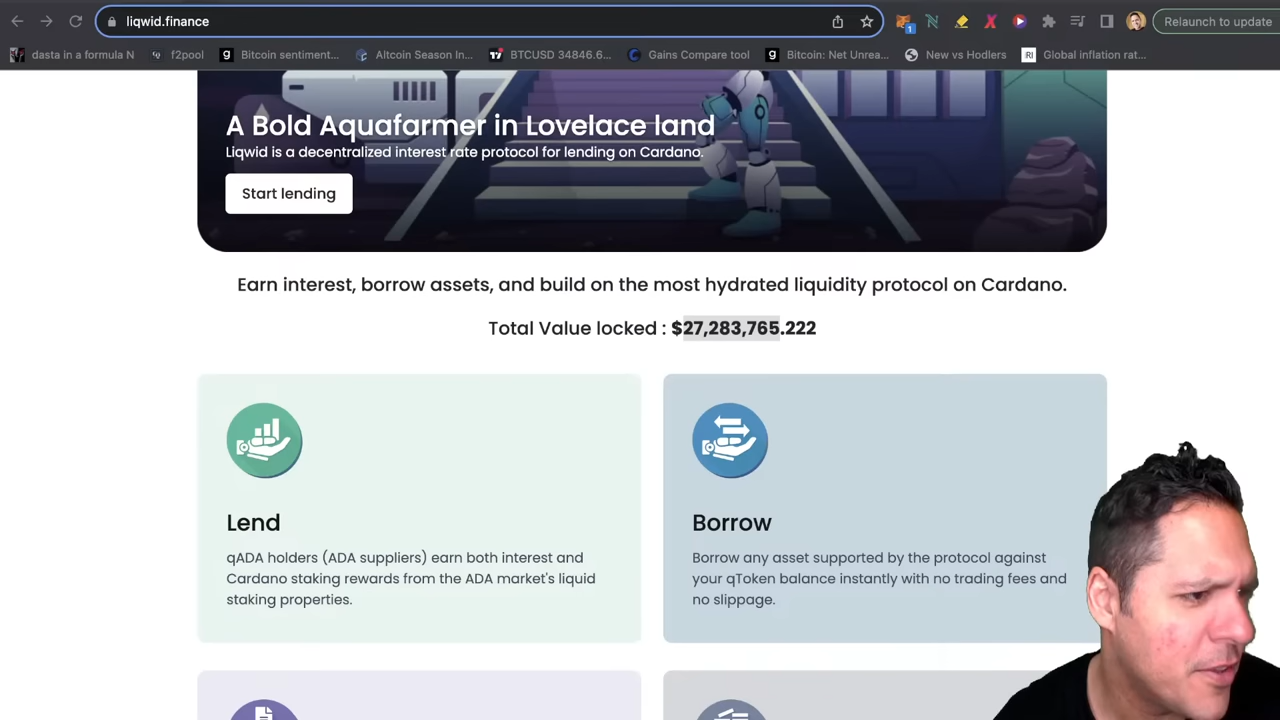 liqwid.finance
Relaunch to update
dasta in a formula N
f2pool
Bitcoin sentiment...
Altcoin Season In...
BTCUSD 34846.6...
Gains Compare tool
Bitcoin: Net Unrea...
New vs Hodlers
RI Global inflation rat...
A Bold Aquafarmer in Lovelace land
Liqwid is a decentralized interest rate protocol for lending on Cardano.
Start lending
Earn interest, borrow assets, and build on the most hydrated liquidity protocol on Cardano.
Total Value locked : $27,283,765.222
Lend
qADA holders (ADA suppliers) earn both interest and
Cardano staking rewards from the ADA market's liquid
staking properties.
Borrow
Borrow any asset supported by the protocol against
your qToken balance instantly with no trading fees and
no slippage.